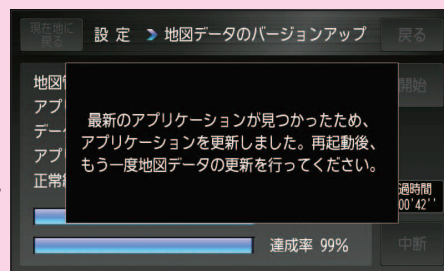 現在地に
戻る
設 定 地図データのバージョンアップ
戻る
地図
開始
アプリ
デー
アプ
正常
最新のアプリケーションが見つかったため、
アプリケーションを更新しました。再起動後、
もう一度地図データの更新を行ってください。
過時間
00'42''
達成率 99%
中断